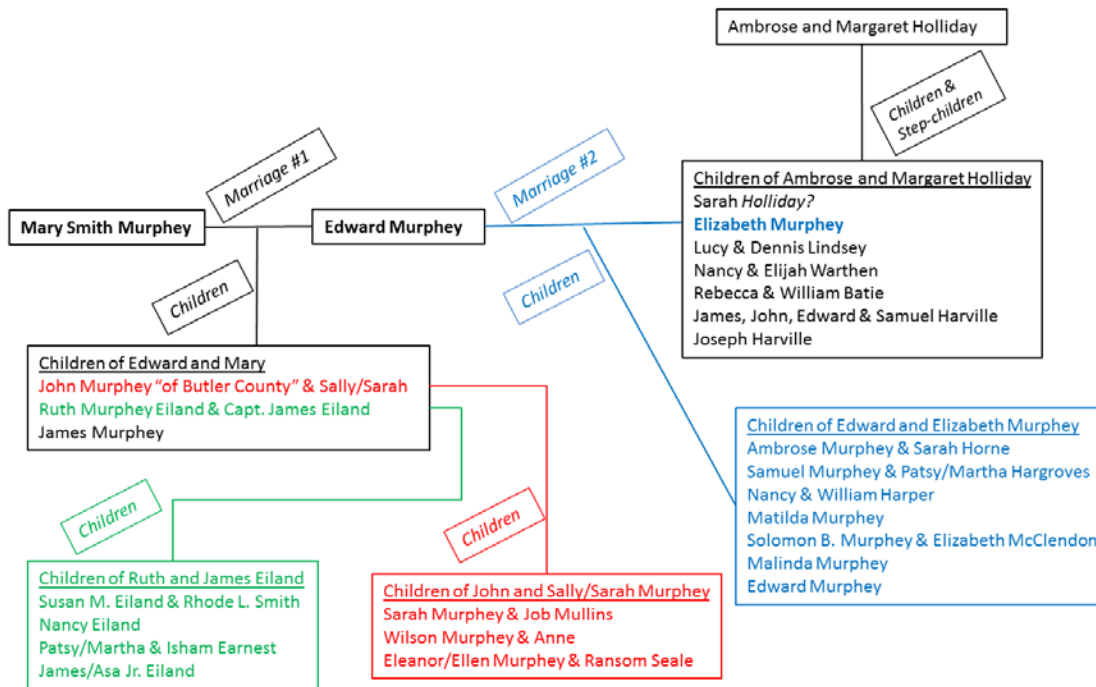 Ambrose and Margaret Holliday
Children &
Step-children
Marriage #1
Marriage #2
Mary Smith Murphey
Edward Murphey
Children of Ambrose and Margaret Holliday
Sarah Holliday?
Elizabeth Murphey
Lucy & Dennis Lindsey
Nancy & Elijah Warthen
Rebecca & William Batie
James, John, Edward & Samuel Harville
Joseph Harville
Children
Children
Children of Edward and Mary
John Murphey “of Butler County” & Sally/Sarah
Ruth Murphey Eiland & Capt. James Eiland
James Murphey
Children of Edward and Elizabeth Murphey
Ambrose Murphey & Sarah Horne
Samuel Murphey & Patsy/Martha Hargroves
Nancy & William Harper
Matilda Murphey
Solomon B. Murphey & Elizabeth McClendon
Malinda Murphey
Edward Murphey
Children
Children
Children of Ruth and James Eiland
Susan M. Eiland & Rhode L. Smith
Nancy Eiland
Patsy/Martha & Isham Earnest
James/Asa Jr. Eiland
Children of John and Sally/Sarah Murphey
Sarah Murphey & Job Mullins
Wilson Murphey & Anne
Eleanor/Ellen Murphey & Ransom Seale